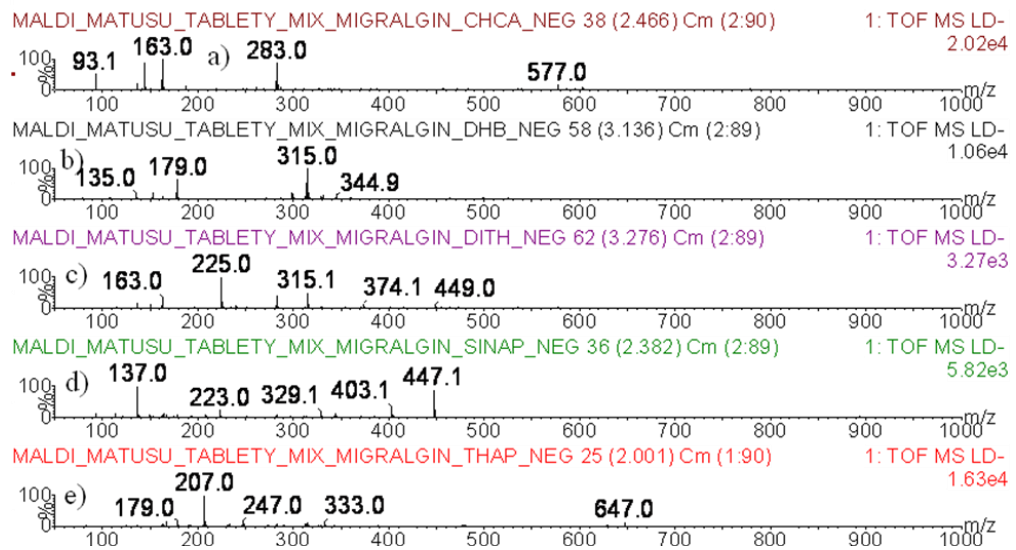 MALDI_MATUSU_TABLETY_MIX_MIGRALGIN_CHCA_NEG 38 (2.466) Cm (2:90) 1: TOF MS LD-
2.02e4
100 % 0 93.1 163.0 a) 283.0 577.0 m/z
100 200 300 400 500 600 700 800 900 1000
MALDI_MATUSU_TABLETY_MIX_MIGRALGIN_DHB_NEG 58 (3.136) Cm (2:89) 1: TOF MS LD-
1.06e4
100 % 0 b) 135.0 179.0 315.0 344.9 m/z
100 200 300 400 500 600 700 800 900 1000
MALDI_MATUSU_TABLETY_MIX_MIGRALGIN_DITH_NEG 62 (3.276) Cm (2:89) 1: TOF MS LD-
3.27e3
100 % 0 c) 163.0 225.0 315.1 374.1 449.0 m/z
100 200 300 400 500 600 700 800 900 1000
MALDI_MATUSU_TABLETY_MIX_MIGRALGIN_SINAP_NEG 36 (2.382) Cm (2:89) 1: TOF MS LD-
5.82e3
100 % 0 d) 137.0 223.0 329.1 403.1 447.1 m/z
100 200 300 400 500 600 700 800 900 1000
MALDI_MATUSU_TABLETY_MIX_MIGRALGIN_THAP_NEG 25 (2.001) Cm (1:90) 1: TOF MS LD-
1.63e4
100 % 0 e) 179.0 207.0 247.0 333.0 647.0 m/z
100 200 300 400 500 600 700 800 900 1000